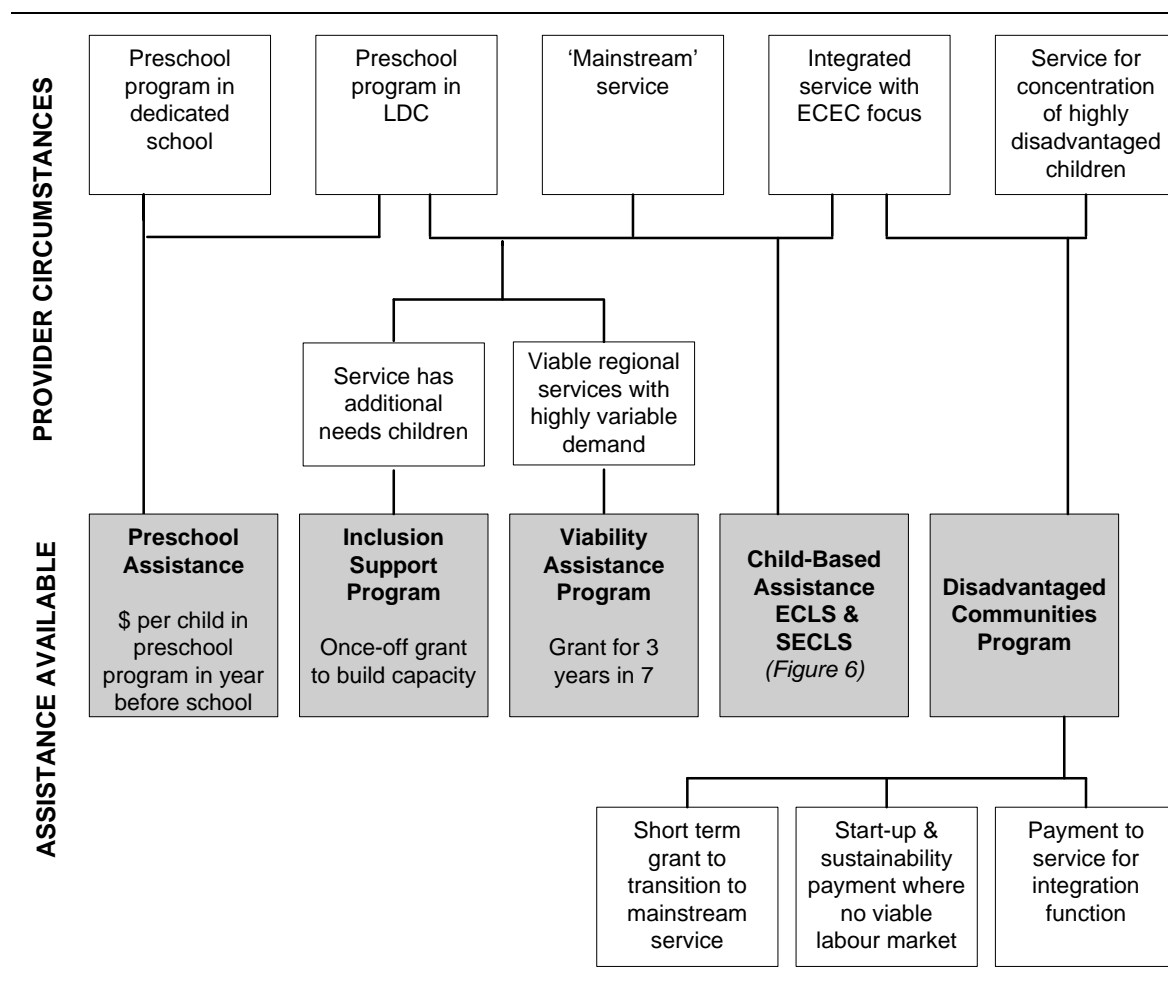 PROVIDER CIRCUMSTANCES
Preschool
program in
dedicated
school
Preschool
program in
LDC
‘Mainstream’
service
Integrated
service with
ECEC focus
Service for
concentration
of highly
disadvantaged
children
Service has
additional
needs children
Viable regional
services with
highly variable
demand
ASSISTANCE AVAILABLE
Preschool
Assistance
$ per child in
preschool
program in year
before school
Inclusion
Support
Program
Once-off grant
to build capacity
Viability
Assistance
Program
Grant for 3
years in 7
Child-Based
Assistance
ECLS &
SECLS
(Figure 6)
Disadvantaged
Communities
Program
Short term
grant to
transition to
mainstream
service
Start-up &
sustainability
payment where
no viable
labour market
Payment to
service for
integration
function